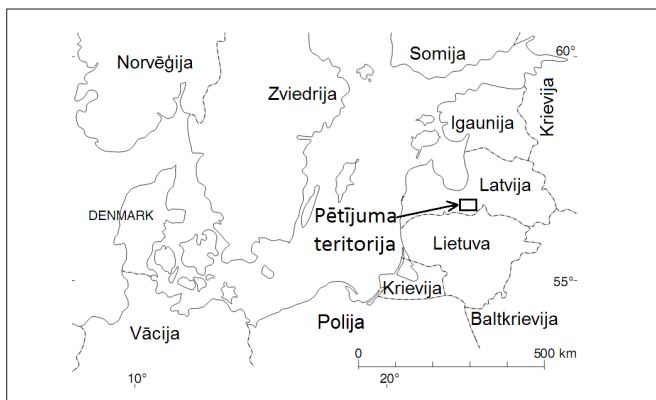 Somija
60°
Norvēģija
Zviedrija
Krievija
Igaunija
Latvija
DENMARK
Pētījuma
teritorija
Lietuva
Krievija
55°
Polija
Baltkrievija
Vācija
0
500 km
10°
20°